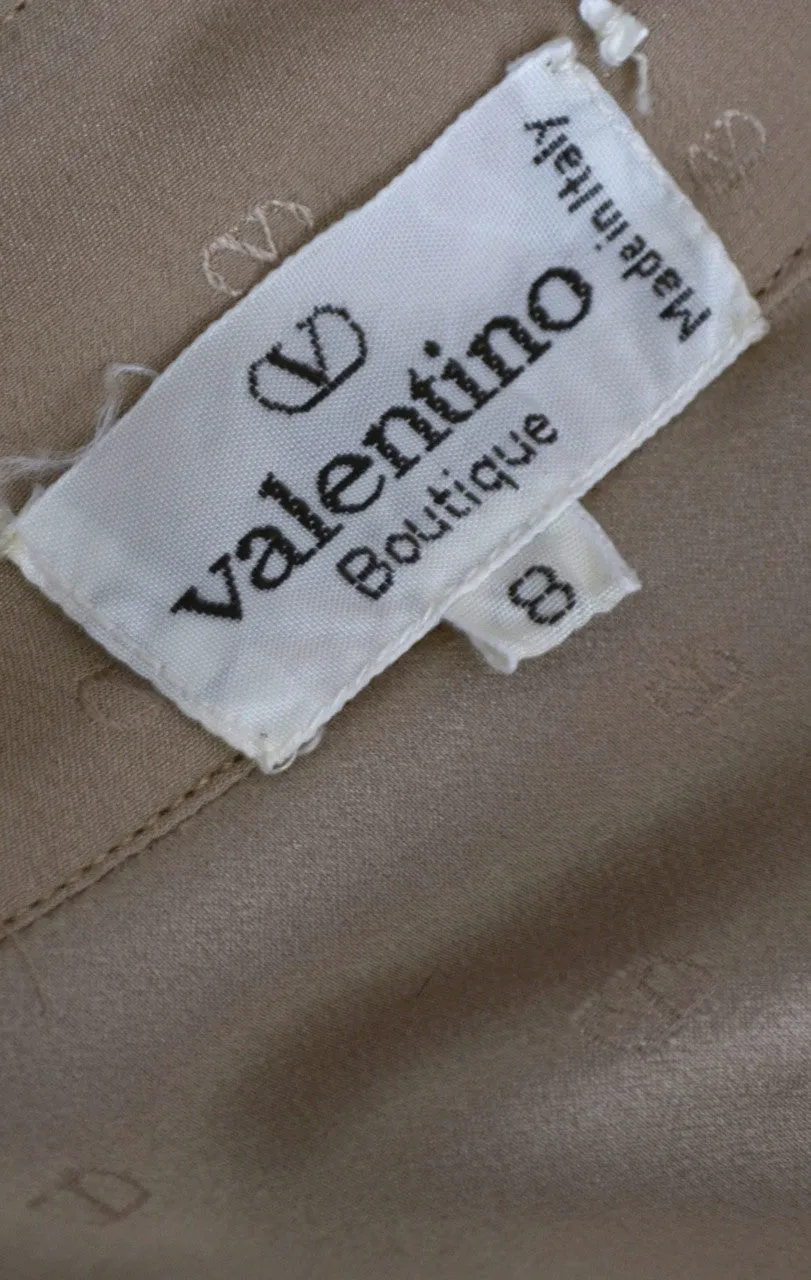 V
valentino
Boutique
Made in Italy
8